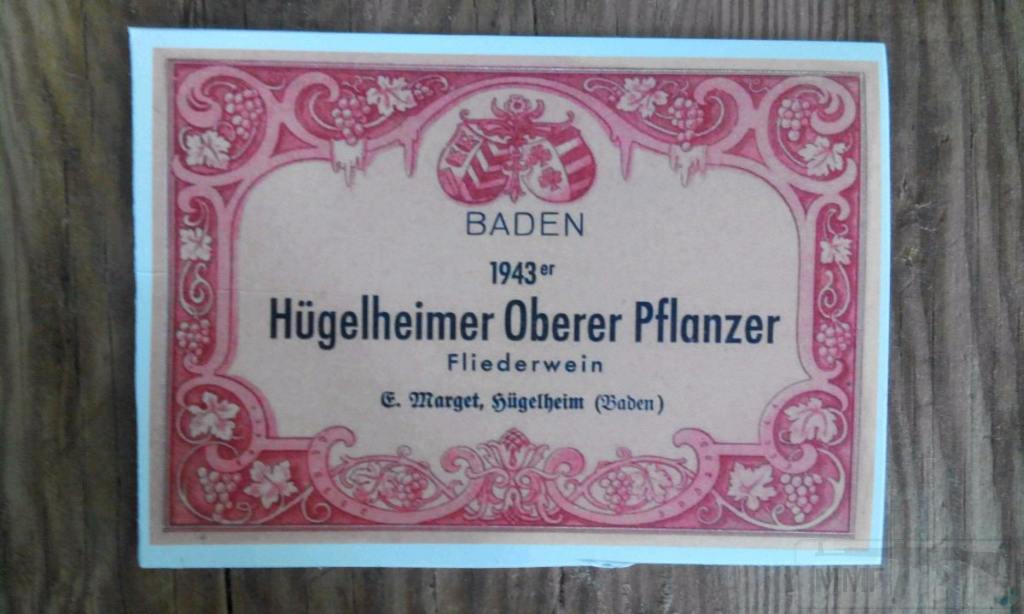 BADEN
1943er
Hügelheimer Oberer Pflanzer
Fliederwein
E. Marget, Hügelheim (Baden)